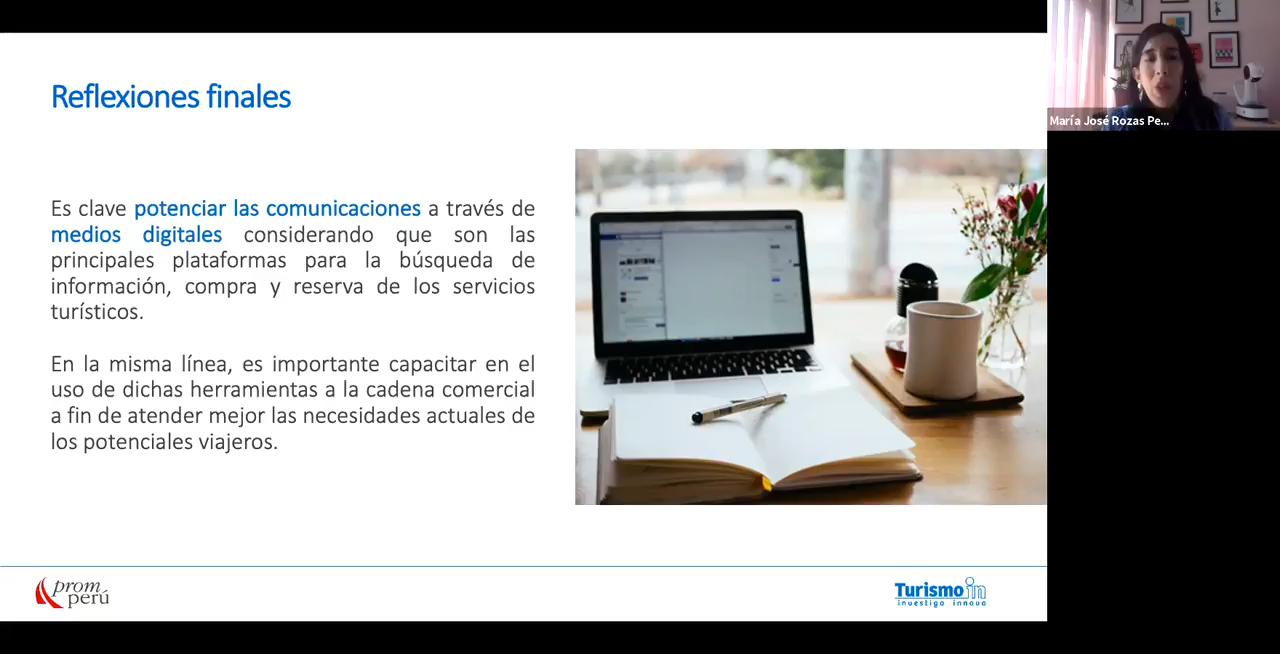 Reflexiones finales
María José Rozas Pe...
Es clave potenciar las comunicaciones a través de
medios digitales considerando que son las
principales plataformas para la búsqueda de
información, compra y reserva de los servicios
turísticos.
En la misma línea, es importante capacitar en el
uso de dichas herramientas a la cadena comercial
a fin de atender mejor las necesidades actuales de
los potenciales viajeros.
prom
perú
Turismo in
investiga innova